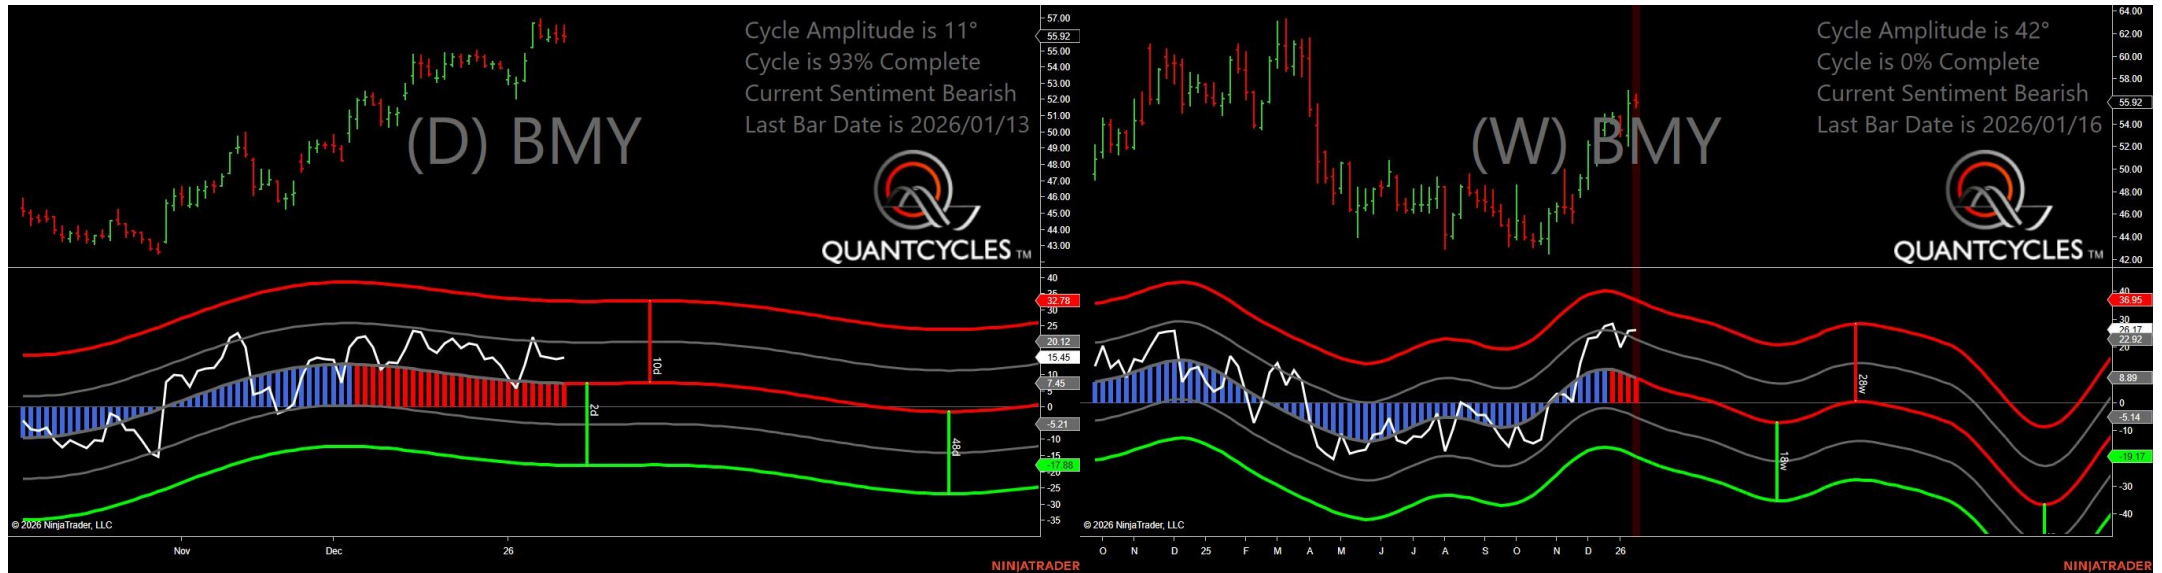 Cycle Amplitude is 11°
Cycle is 93% Complete
Current Sentiment Bearish
Last Bar Date is 2026/01/13
(D) BMY
QUANTCYCLES TM
57.00
55.92
55.00
54.00
53.00
52.00
51.00
50.00
49.00
48.00
47.00
46.00
45.00
44.00
43.00
40
32.78
30
25
20.12
15.45
10
7.45
5
0
-5.21
-10
-15
-17.88
-20
-25
-30
-35
10d
2d
48d
© 2026 NinjaTrader, LLC
Nov
Dec
26
NINJATRADER
Cycle Amplitude is 42°
Cycle is 0% Complete
Current Sentiment Bearish
Last Bar Date is 2026/01/16
(W) BMY
QUANTCYCLES TM
64.00
62.00
60.00
58.00
55.92
54.00
52.00
50.00
48.00
46.00
44.00
42.00
40
36.95
30
26.17
22.92
20
8.89
0
-5.14
-10
-19.17
-30
-40
28w
18w
© 2026 NinjaTrader, LLC
O N D 25 F M A M J J A S O N D 26
NINJATRADER